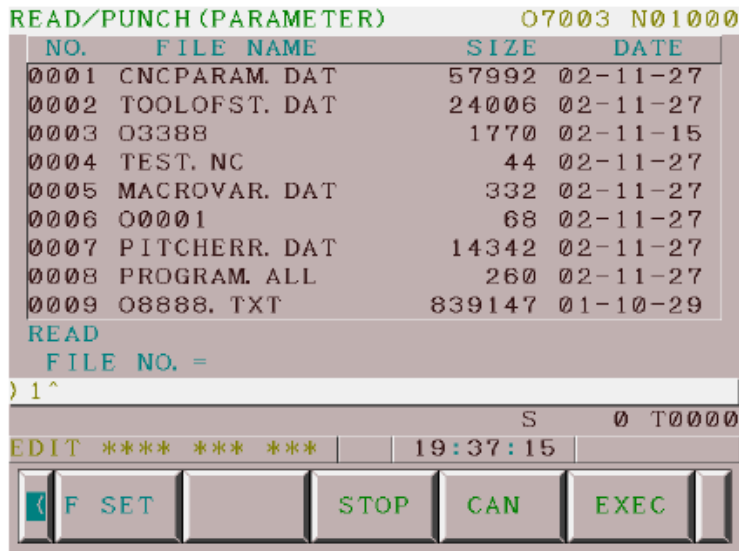 READ/PUNCH(PARAMETER) O7003 N01000
NO. FILE NAME SIZE DATE
0001 CNCPARAM.DAT 57992 02-11-27
0002 TOOLOFST.DAT 24006 02-11-27
0003 O3388 1770 02-11-15
0004 TEST.NC 44 02-11-27
0005 MACROVAR.DAT 332 02-11-27
0006 O0001 68 02-11-27
0007 PITCHERR.DAT 14342 02-11-27
0008 PROGRAM.ALL 260 02-11-27
0009 O8888.TXT 839147 01-10-29
READ
FILE NO. =
)1^
S 0 T0000
EDIT **** *** *** 19:37:15
( F SET STOP CAN EXEC